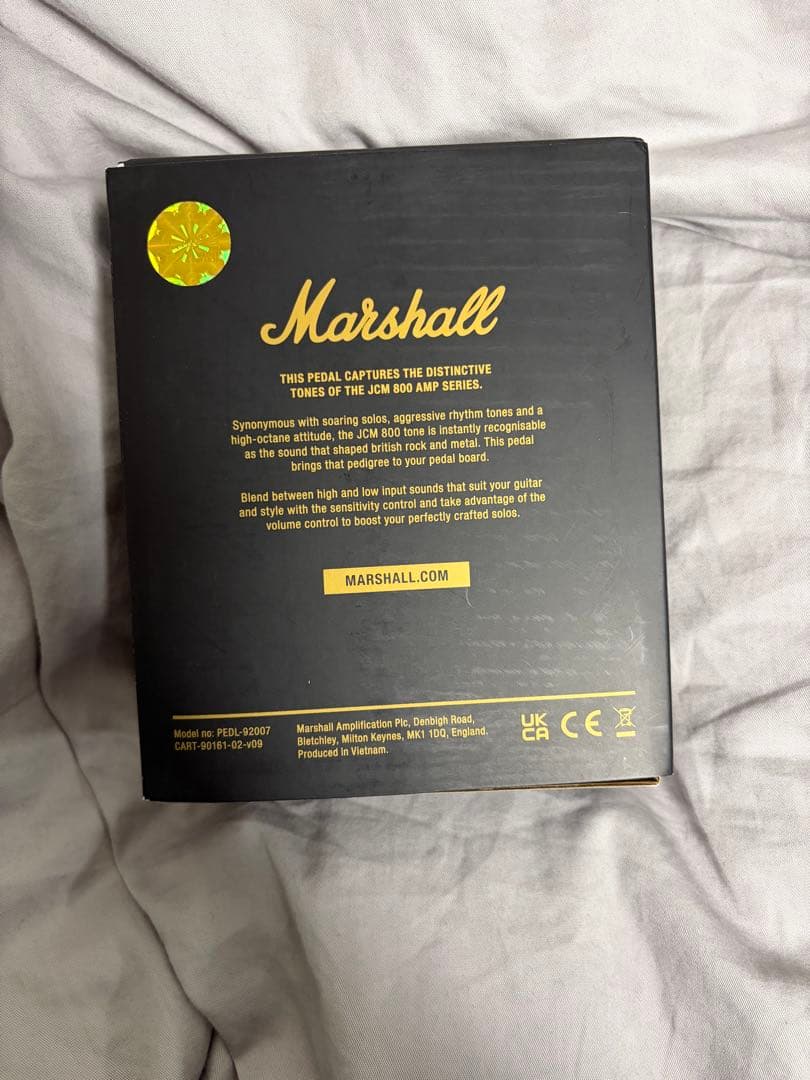 Marshall
THIS PEDAL CAPTURES THE DISTINCTIVE
TONES OF THE JCM 800 AMP SERIES.
Synonymous with soaring solos, aggressive rhythm tones and a
high-octane attitude, the JCM 800 tone is instantly recognisable
as the sound that shaped british rock and metal. This pedal
brings that pedigree to your pedal board.
Blend between high and low input sounds that suit your guitar
and style with the sensitivity control and take advantage of the
volume control to boost your perfectly crafted solos.
MARSHALL.COM
Model no: PEDL-92007
CART-90161-02-v09
Marshall Amplification Plc, Denbigh Road,
Bletchley, Milton Keynes, MK1 1DQ, England.
Produced in Vietnam.
UK
CA
CE